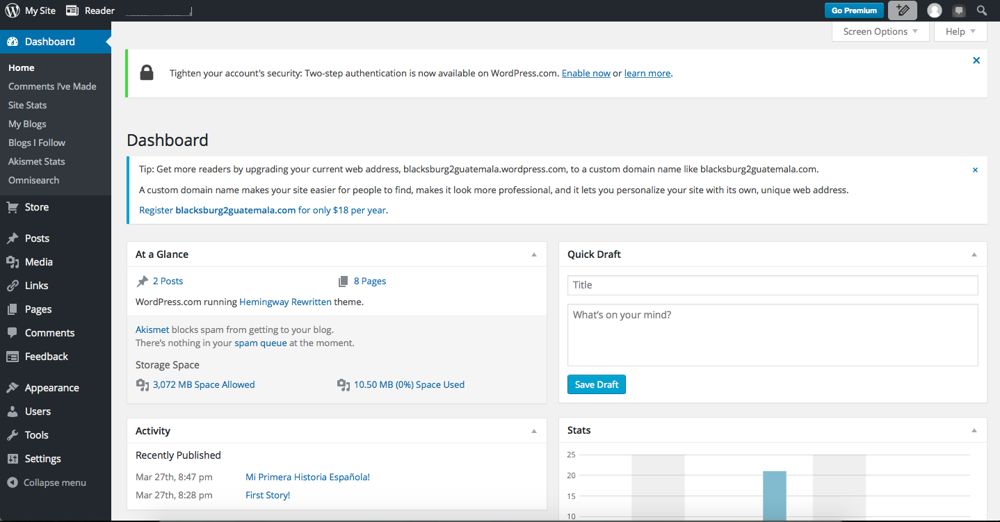 My Site Reader Go Premium
Screen Options Help
Dashboard
Home
Comments I've Made
Site Stats
My Blogs
Blogs I Follow
Akismet Stats
Omnisearch
Store
Posts
Media
Links
Pages
Comments
Feedback
Appearance
Users
Tools
Settings
Collapse menu
Tighten your account's security: Two-step authentication is now available on WordPress.com. Enable now or learn more.
Dashboard
Tip: Get more readers by upgrading your current web address, blacksburg2guatemala.wordpress.com, to a custom domain name like blacksburg2guatemala.com.
A custom domain name makes your site easier for people to find, makes it look more professional, and it lets you personalize your site with its own, unique web address.
Register blacksburg2guatemala.com for only $18 per year.
At a Glance
2 Posts 8 Pages
WordPress.com running Hemingway Rewritten theme.
Akismet blocks spam from getting to your blog.
There's nothing in your spam queue at the moment.
Storage Space
3,072 MB Space Allowed 10.50 MB (0%) Space Used
Activity
Recently Published
Mar 27th, 8:47 pm Mi Primera Historia Española!
Mar 27th, 8:28 pm First Story!
Quick Draft
Title
What's on your mind?
Save Draft
Stats
25
20
15
10